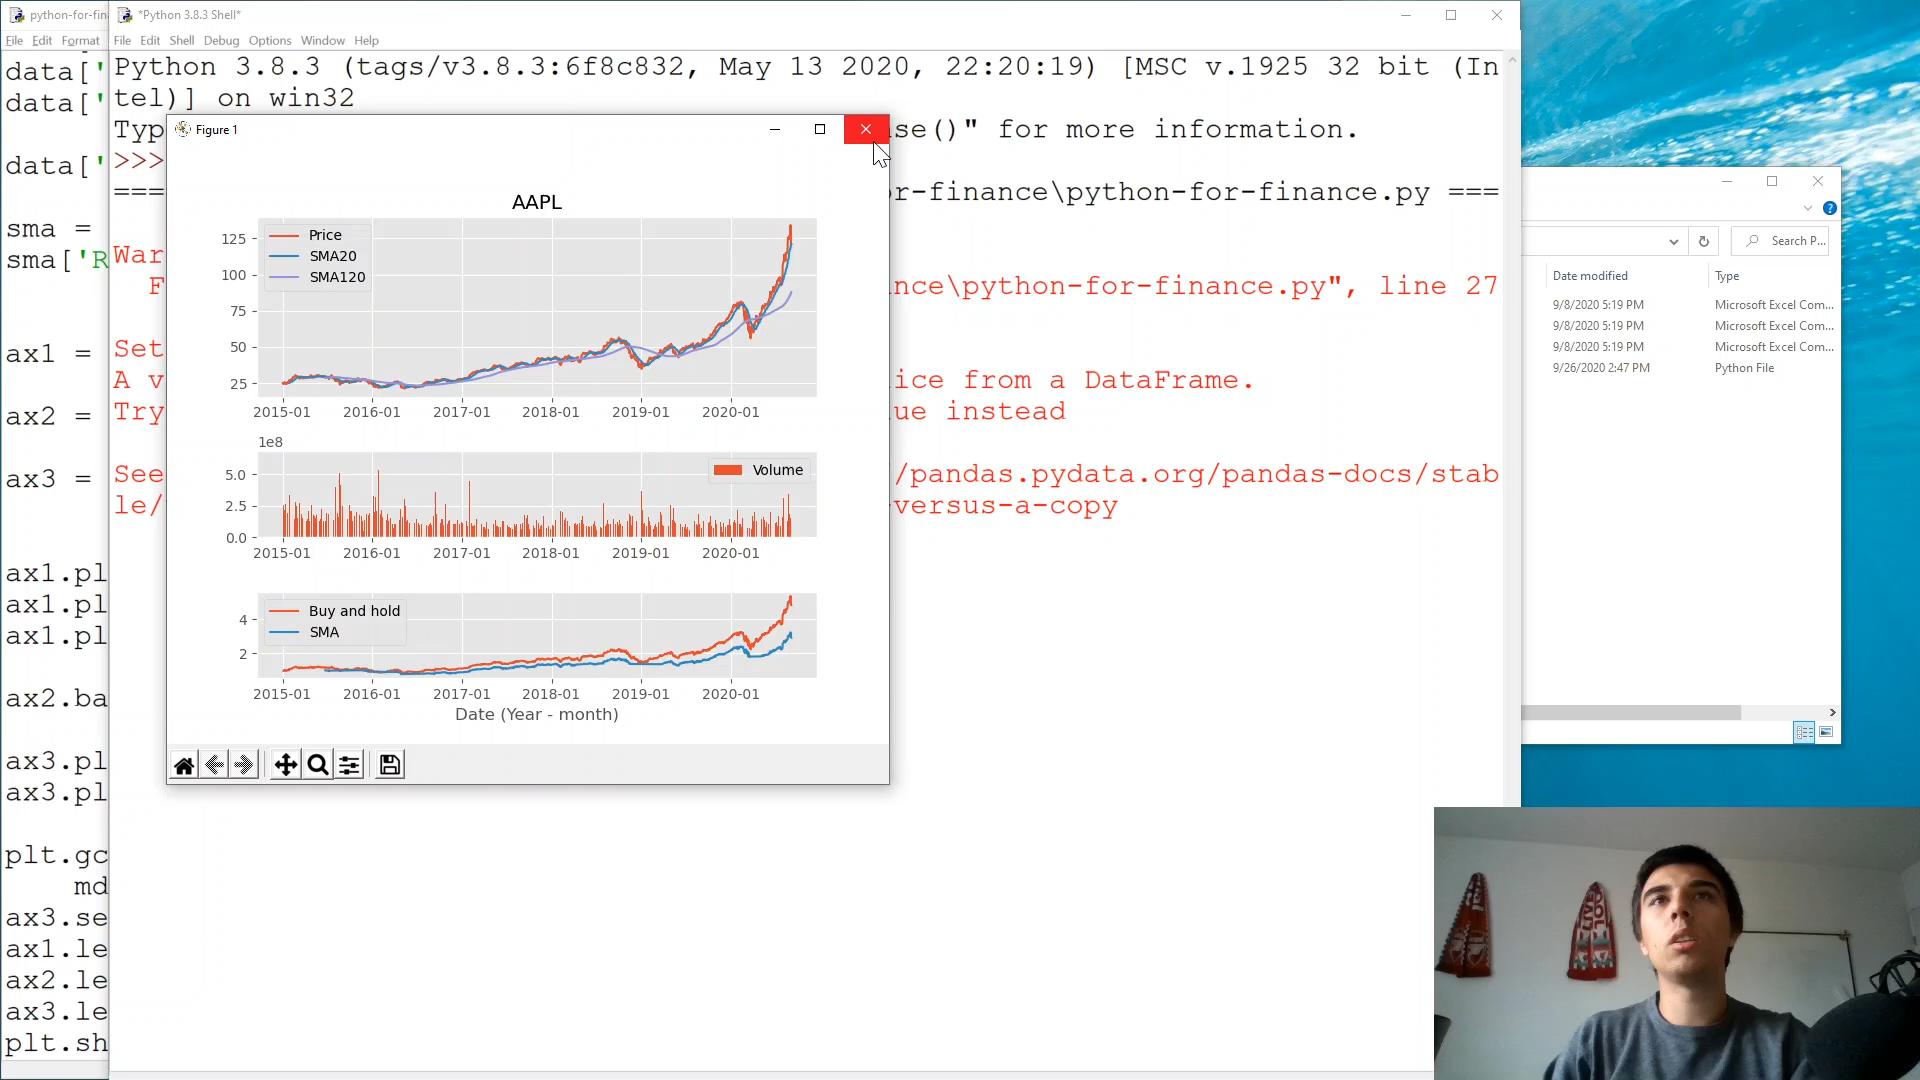 python-for-fin
File Edit Format
data['
data['
data['
sma =
sma['R
ax1 =
ax2 =
ax3 =
ax1.pl
ax1.pl
ax1.pl
ax2.ba
ax3.pl
ax3.pl
plt.gc
md
ax3.se
ax1.le
ax2.le
ax3.le
plt.sh
*Python 3.8.3 Shell*
File Edit Shell Debug Options Window Help
Python 3.8.3 (tags/v3.8.3:6f8c832, May 13 2020, 22:20:19) [MSC v.1925 32 bit (In
tel)] on win32
Typ se()" for more information.
>>>
==== r-finance\python-for-finance.py ===
War
F nce\python-for-finance.py", line 27
Set
A v ice from a DataFrame.
Try ue instead
See /pandas.pydata.org/pandas-docs/stab
le/ -versus-a-copy
Figure 1
AAPL
Price
SMA20
SMA120
125
100
75
50
25
2015-01 2016-01 2017-01 2018-01 2019-01 2020-01
1e8
Volume
5.0
2.5
0.0
2015-01 2016-01 2017-01 2018-01 2019-01 2020-01
Buy and hold
SMA
4
2
2015-01 2016-01 2017-01 2018-01 2019-01 2020-01
Date (Year - month)
Search P...
Date modified Type
9/8/2020 5:19 PM Microsoft Excel Com...
9/8/2020 5:19 PM Microsoft Excel Com...
9/8/2020 5:19 PM Microsoft Excel Com...
9/26/2020 2:47 PM Python File